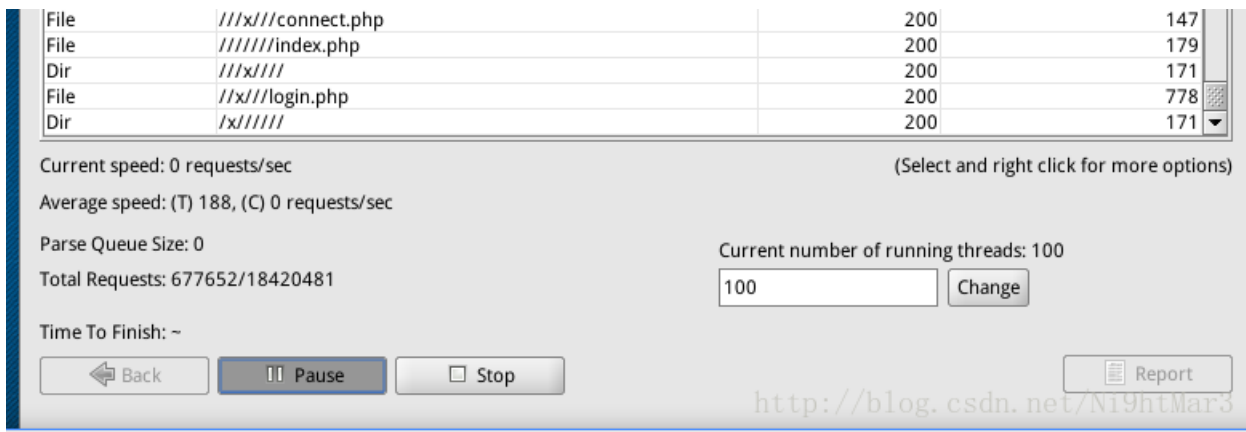 File ///x///connect.php 200 147
File ///////index.php 200 179
Dir ///x//// 200 171
File //x///login.php 200 778
Dir /x////// 200 171
Current speed: 0 requests/sec (Select and right click for more options)
Average speed: (T) 188, (C) 0 requests/sec
Parse Queue Size: 0
Current number of running threads: 100
Total Requests: 677652/18420481
100 Change
Time To Finish: ~
Back Pause Stop Report
http://blog.csdn.net/Ni9htMar3